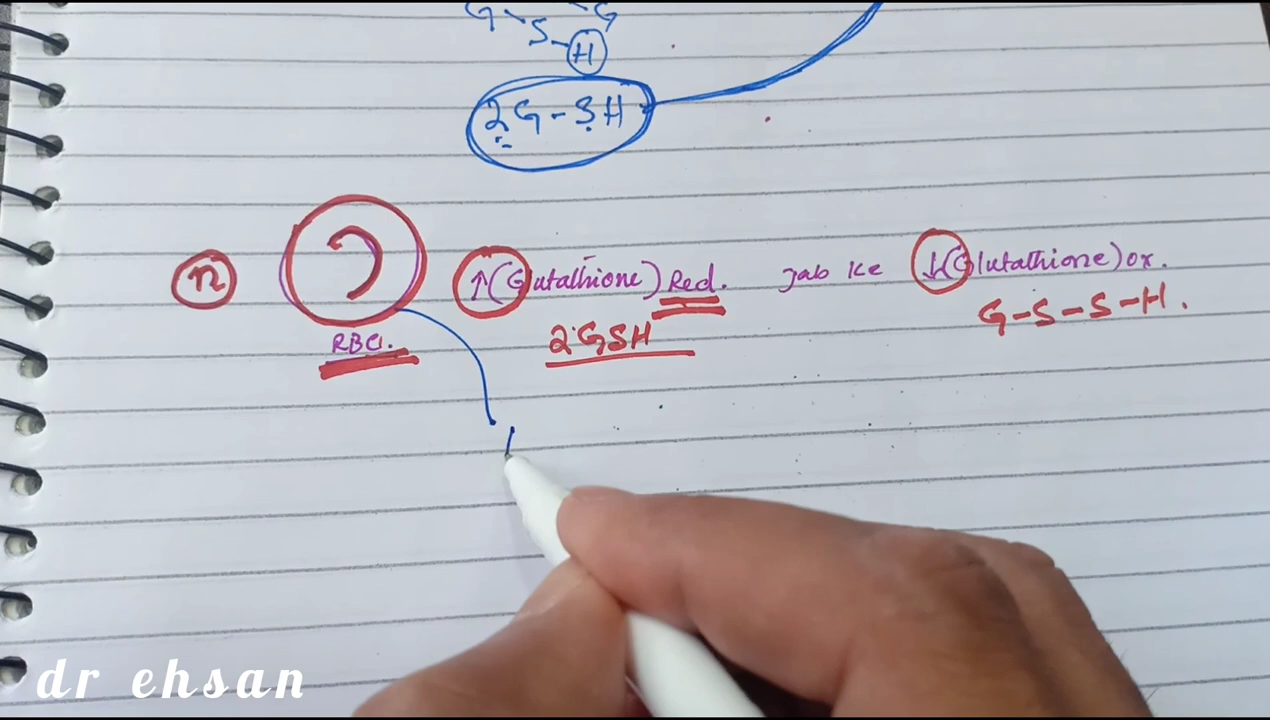 G S G
S-H
2G-SH
n ↑(Glutathione) Red. jab ke ↓(Glutathione) ox.
RBC. 2GSH G-S-S-H.
dr ehsan